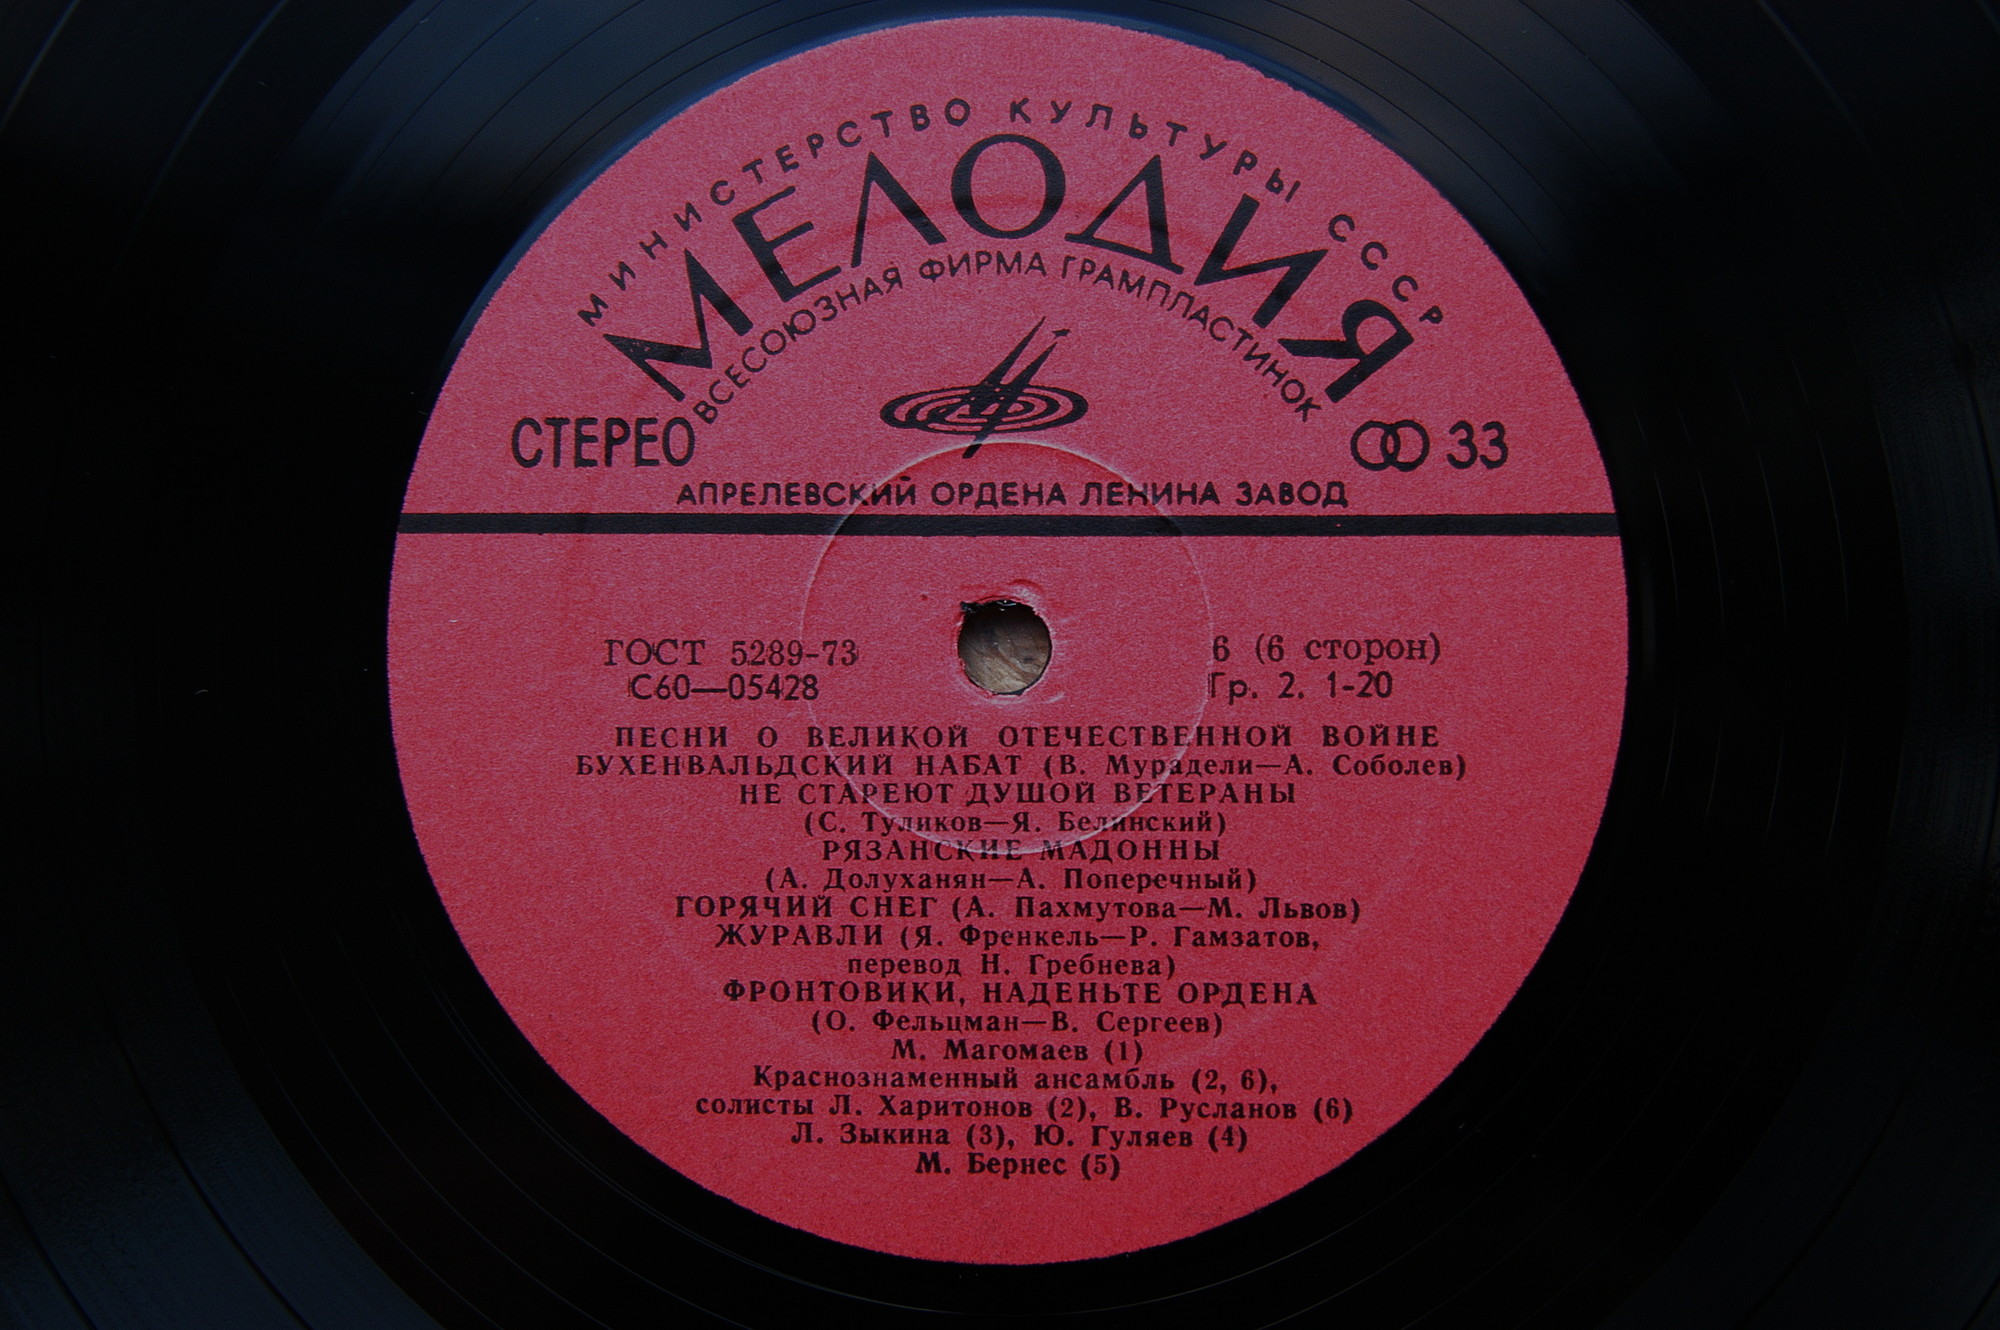 МИНИСТЕРСТВО КУЛЬТУРЫ СССР
МЕЛОДИЯ
ВСЕСОЮЗНАЯ ФИРМА ГРАМПЛАСТИНОК
СТЕРЕО 33
АПРЕЛЕВСКИЙ ОРДЕНА ЛЕНИНА ЗАВОД
ГОСТ 5289-73 6 (6 сторон)
С60—05428 Гр. 2. 1-20
ПЕСНИ О ВЕЛИКОЙ ОТЕЧЕСТВЕННОЙ ВОЙНЕ
БУХЕНВАЛЬДСКИЙ НАБАТ (В. Мурадели—А. Соболев)
НЕ СТАРЕЮТ ДУШОЙ ВЕТЕРАНЫ
(С. Туликов—Я. Белинский)
РЯЗАНСКИЕ МАДОННЫ
(А. Долуханян—А. Поперечный)
ГОРЯЧИЙ СНЕГ (А. Пахмутова—М. Львов)
ЖУРАВЛИ (Я. Френкель—Р. Гамзатов,
перевод Н. Гребнева)
ФРОНТОВИКИ, НАДЕНЬТЕ ОРДЕНА
(О. Фельцман—В. Сергеев)
М. Магомаев (1)
Краснознаменный ансамбль (2, 6),
солисты Л. Харитонов (2), В. Русланов (6)
Л. Зыкина (3), Ю. Гуляев (4)
М. Бернес (5)